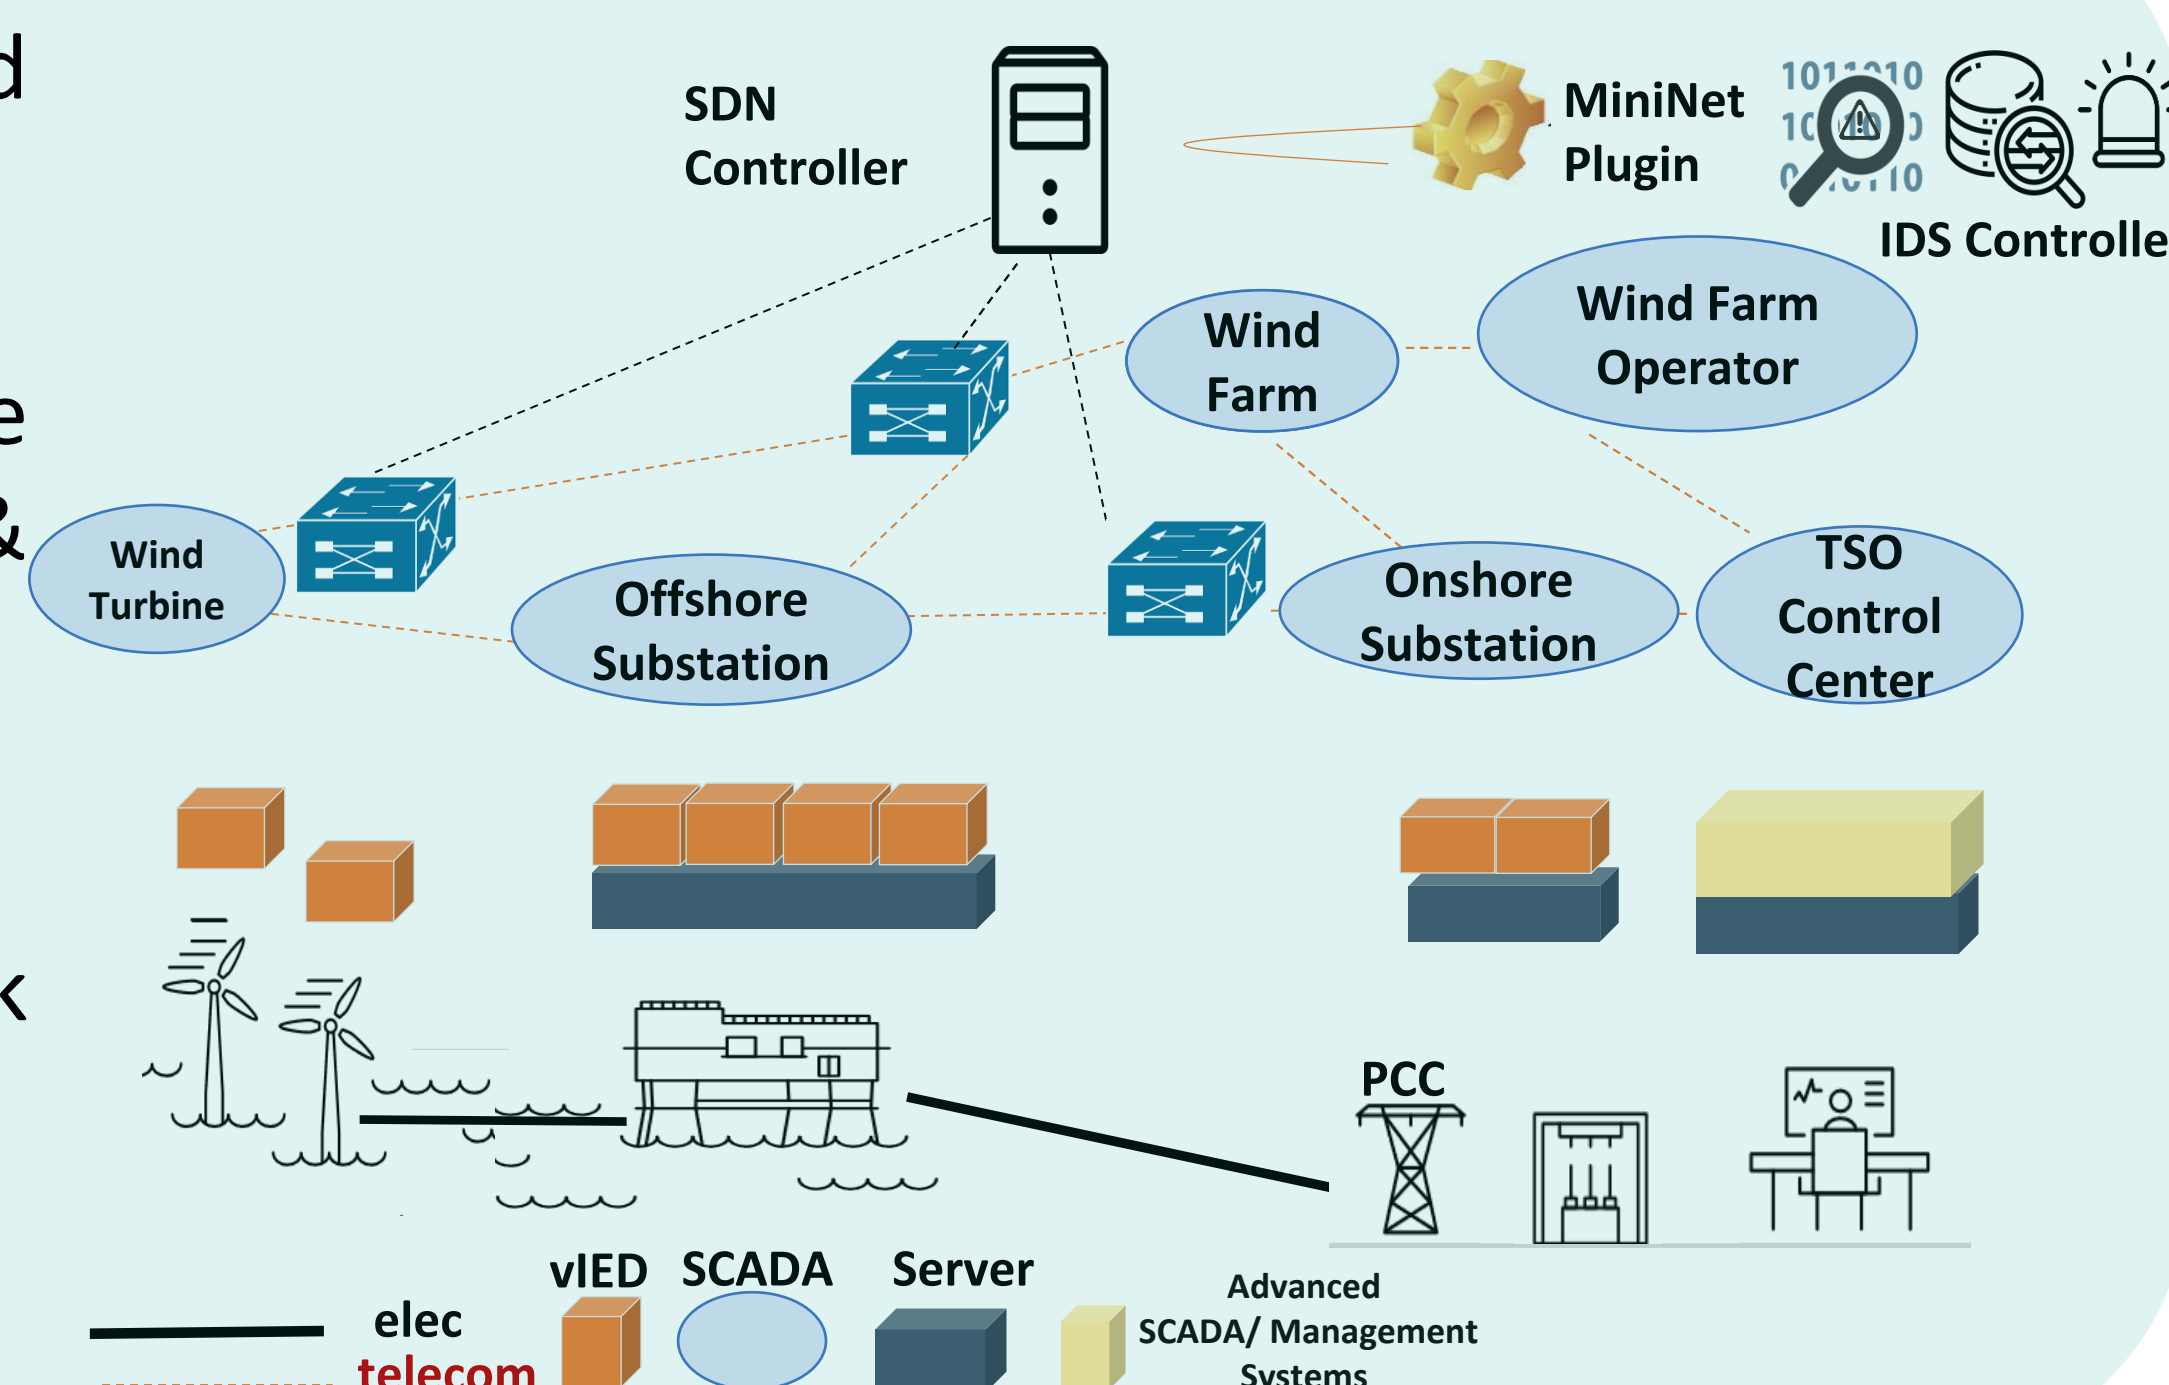 d
e
&
k
SDN
Controller
MiniNet
Plugin
1011010
IDS Controlle
Wind
Farm
Wind Farm
Operator
Wind
Turbine
Offshore
Substation
Onshore
Substation
TSO
Control
Center
PCC
vIED
SCADA
Server
elec
telecom
Advanced
SCADA/ Management
Systems